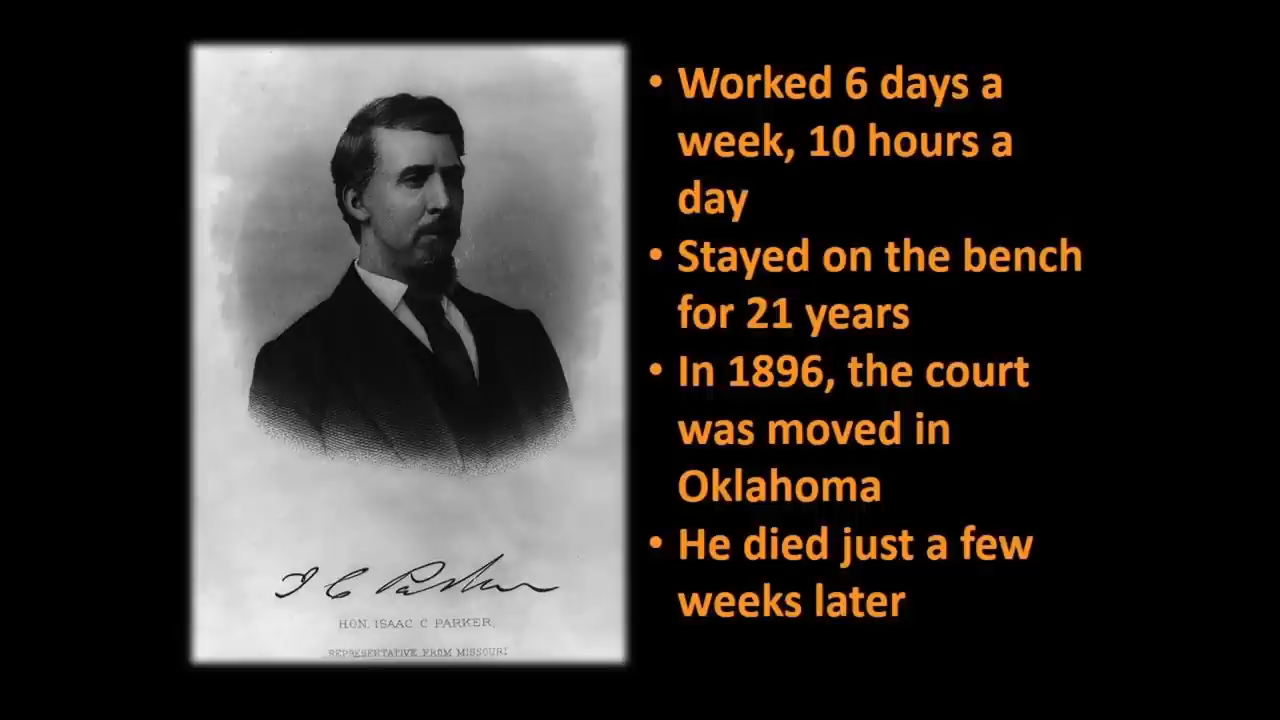 • Worked 6 days a
week, 10 hours a
day
• Stayed on the bench
for 21 years
• In 1896, the court
was moved in
Oklahoma
• He died just a few
weeks later
I C Parker
HON. ISAAC C PARKER,
REPRESENTATIVE FROM MISSOURI